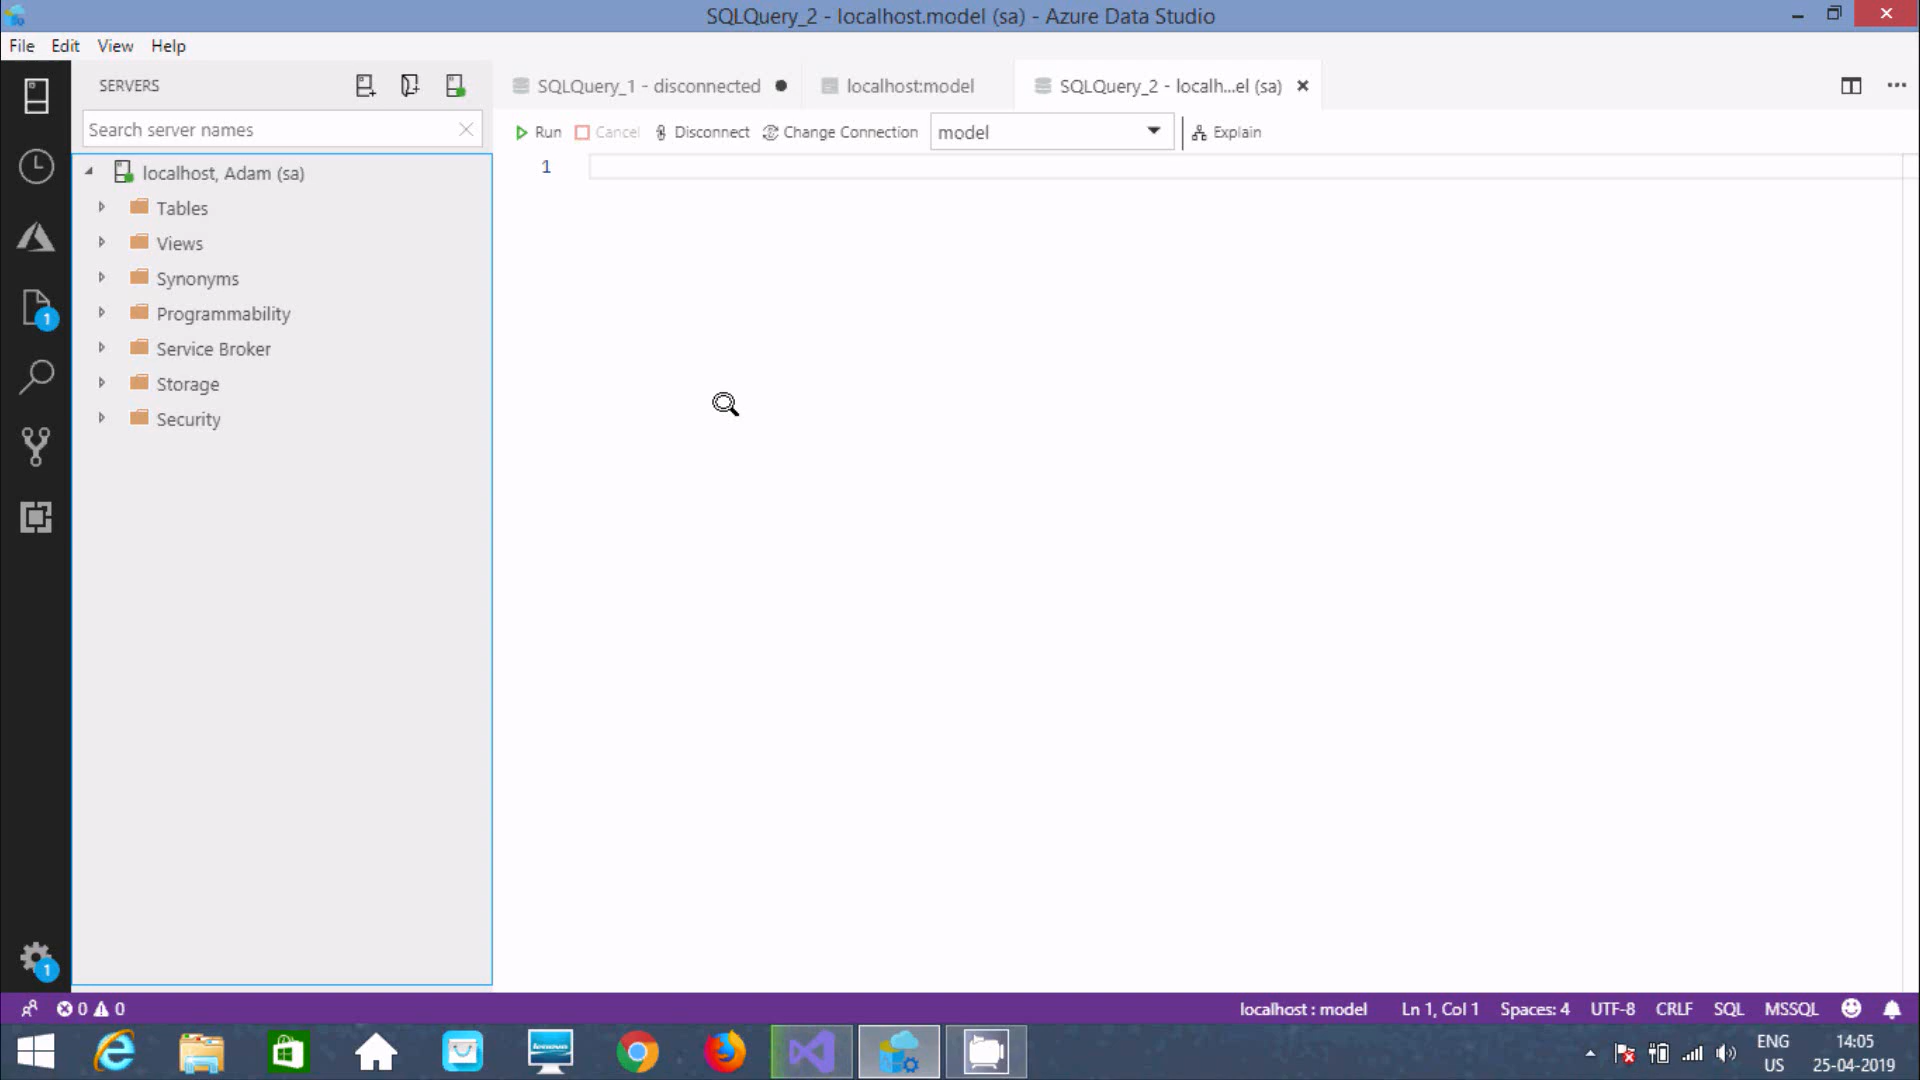 SQLQuery_2 - localhost.model (sa) - Azure Data Studio
File Edit View Help
SERVERS
Search server names
localhost, Adam (sa)
Tables
Views
Synonyms
Programmability
Service Broker
Storage
Security
SQLQuery_1 - disconnected
localhost:model
SQLQuery_2 - localh...el (sa)
Run Cancel Disconnect Change Connection model Explain
1
1
1
0 0
localhost : model Ln 1, Col 1 Spaces: 4 UTF-8 CRLF SQL MSSQL
ENG
US
14:05
25-04-2019